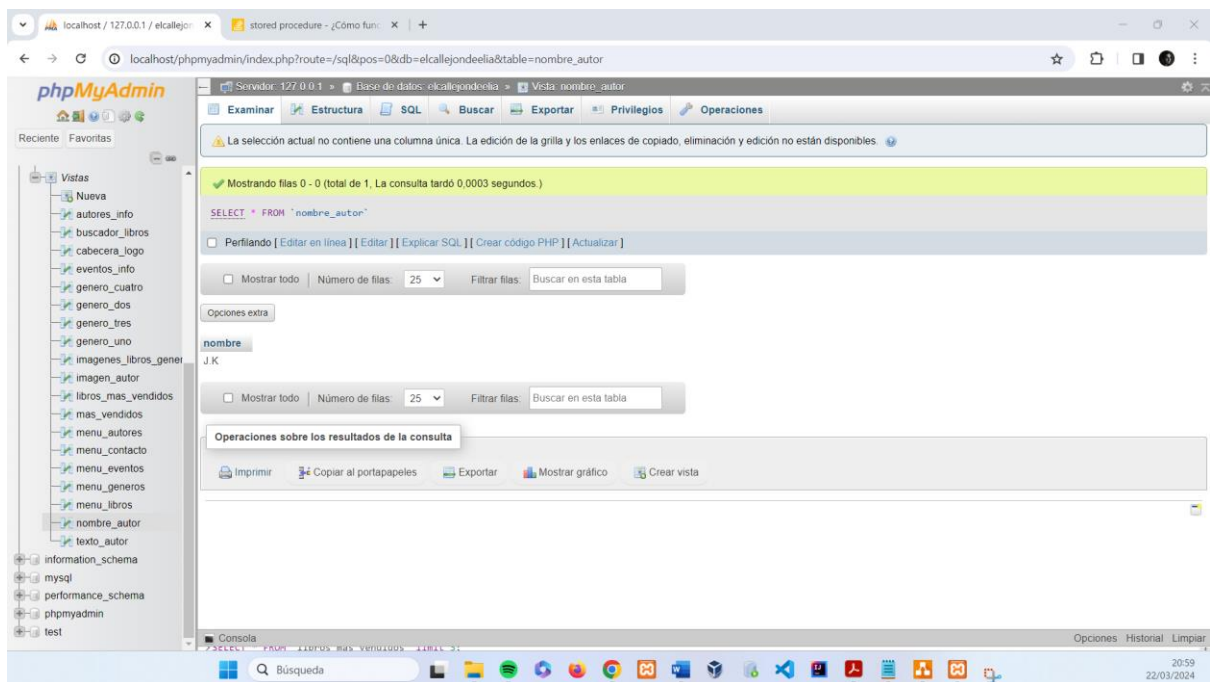 localhost / 127.0.0.1 / elcallejon
stored procedure - ¿Cómo func
localhost/phpmyadmin/index.php?route=/sql&pos=0&db=elcallejondeelia&table=nombre_autor
phpMyAdmin
Reciente Favoritas
Vistas
Nueva
autores_info
buscador_libros
cabecera_logo
eventos_info
genero_cuatro
genero_dos
genero_tres
genero_uno
imagenes_libros_gener
imagen_autor
libros_mas_vendidos
mas_vendidos
menu_autores
menu_contacto
menu_eventos
menu_generos
menu_libros
nombre_autor
texto_autor
information_schema
mysql
performance_schema
phpmyadmin
test
Servidor: 127.0.0.1 » Base de datos: elcallejondeelia » Vista: nombre_autor
Examinar Estructura SQL Buscar Exportar Privilegios Operaciones
La selección actual no contiene una columna única. La edición de la grilla y los enlaces de copiado, eliminación y edición no están disponibles.
Mostrando filas 0 - 0 (total de 1, La consulta tardó 0,0003 segundos.)
SELECT * FROM `nombre_autor`
Perfilando [ Editar en línea ] [ Editar ] [ Explicar SQL ] [ Crear código PHP ] [ Actualizar ]
Mostrar todo | Número de filas: 25 Filtrar filas: Buscar en esta tabla
Opciones extra
nombre
J.K
Mostrar todo | Número de filas: 25 Filtrar filas: Buscar en esta tabla
Operaciones sobre los resultados de la consulta
Imprimir Copiar al portapapeles Exportar Mostrar gráfico Crear vista
Consola Opciones Historial Limpiar
>SELECT * FROM libros mas vendidos limit 3;
Búsqueda
20:59
22/03/2024